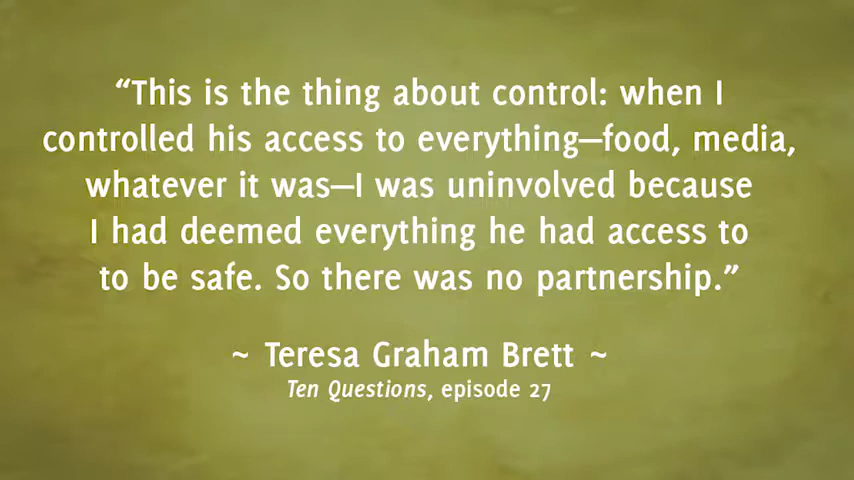 “This is the thing about control: when I
controlled his access to everything—food, media,
whatever it was—I was uninvolved because
I had deemed everything he had access to
to be safe. So there was no partnership.”
~ Teresa Graham Brett ~
Ten Questions, episode 27